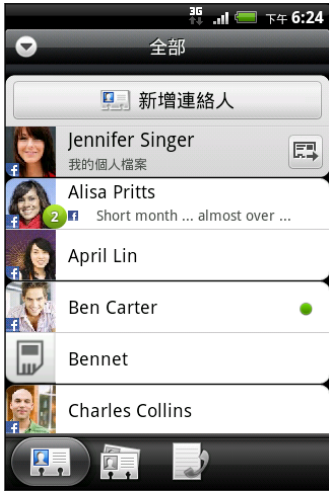 3G 下午 6:24
全部
新增連絡人
Jennifer Singer
我的個人檔案
Alisa Pritts
2 f Short month ... almost over ...
April Lin
Ben Carter
Bennet
Charles Collins